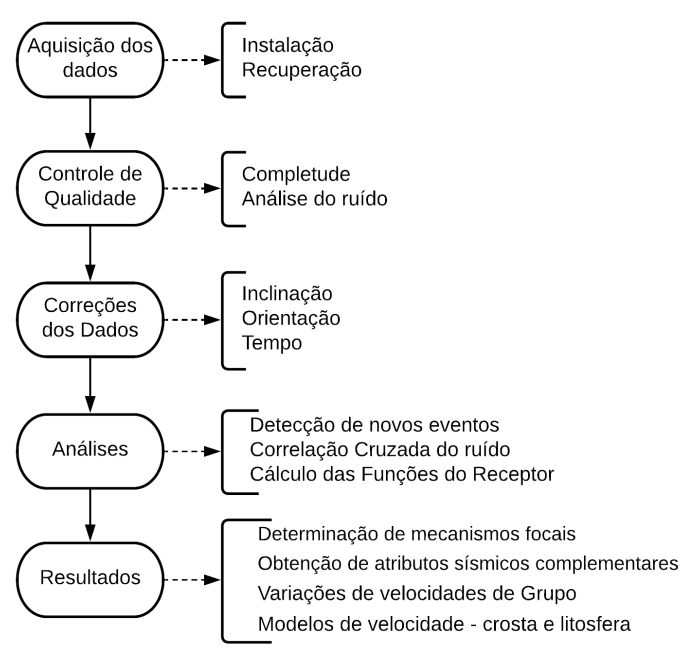 Aquisição dos
dados
Instalação
Recuperação
Controle de
Qualidade
Completude
Análise do ruído
Correções
dos Dados
Inclinação
Orientação
Tempo
Análises
Detecção de novos eventos
Correlação Cruzada do ruído
Cálculo das Funções do Receptor
Resultados
Determinação de mecanismos focais
Obtenção de atributos sísmicos complementares
Variações de velocidades de Grupo
Modelos de velocidade - crosta e litosfera